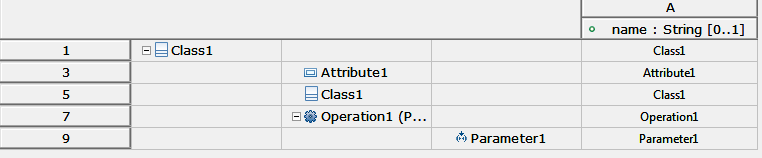 A
name : String [0..1]
1 Class1 Class1
3 Attribute1 Attribute1
5 Class1 Class1
7 Operation1 (P... Operation1
9 Parameter1 Parameter1